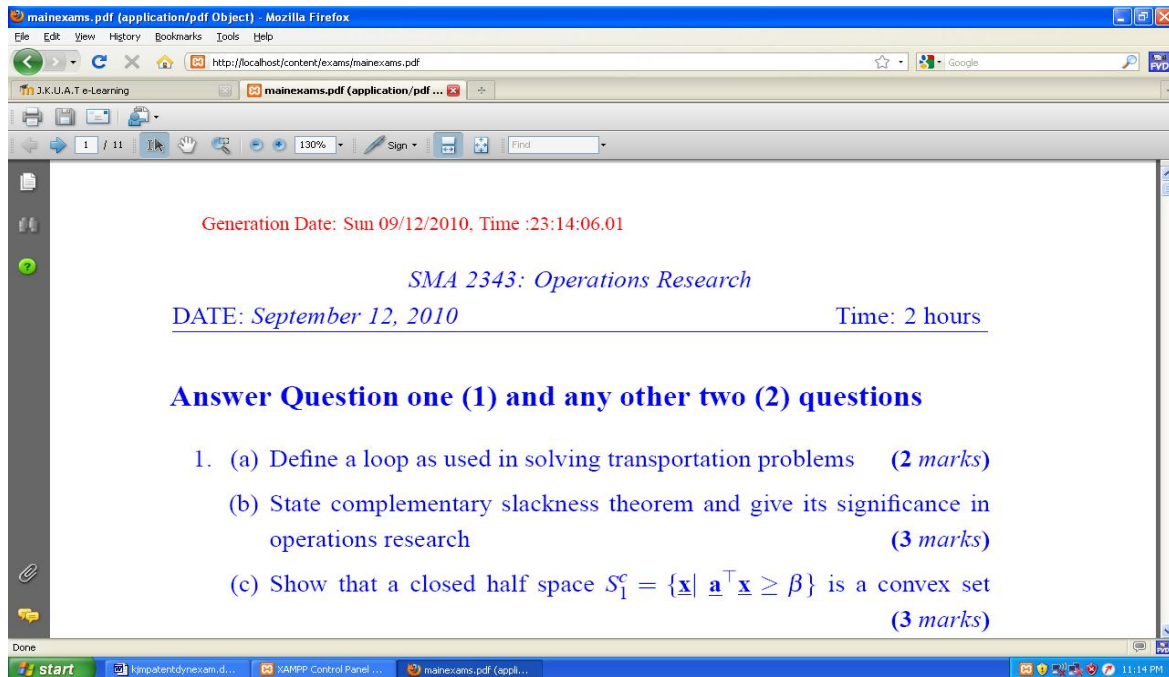 mainexams.pdf (application/pdf Object) - Mozilla Firefox
File Edit View History Bookmarks Tools Help
http://localhost/content/exams/mainexams.pdf Google
J.K.U.A.T e-Learning mainexams.pdf (application/pdf ...
1 / 11 130% Sign Find
FVD
Generation Date: Sun 09/12/2010, Time :23:14:06.01
SMA 2343: Operations Research
DATE: September 12, 2010 Time: 2 hours
Answer Question one (1) and any other two (2) questions
1. (a) Define a loop as used in solving transportation problems (2 marks)
(b) State complementary slackness theorem and give its significance in
operations research (3 marks)
(c) Show that a closed half space S₁ᶜ = {x| a⊤x ≥ β} is a convex set
(3 marks)
Done
start kjmpatentdynexam.d... XAMPP Control Panel ... mainexams.pdf (appli... 11:14 PM